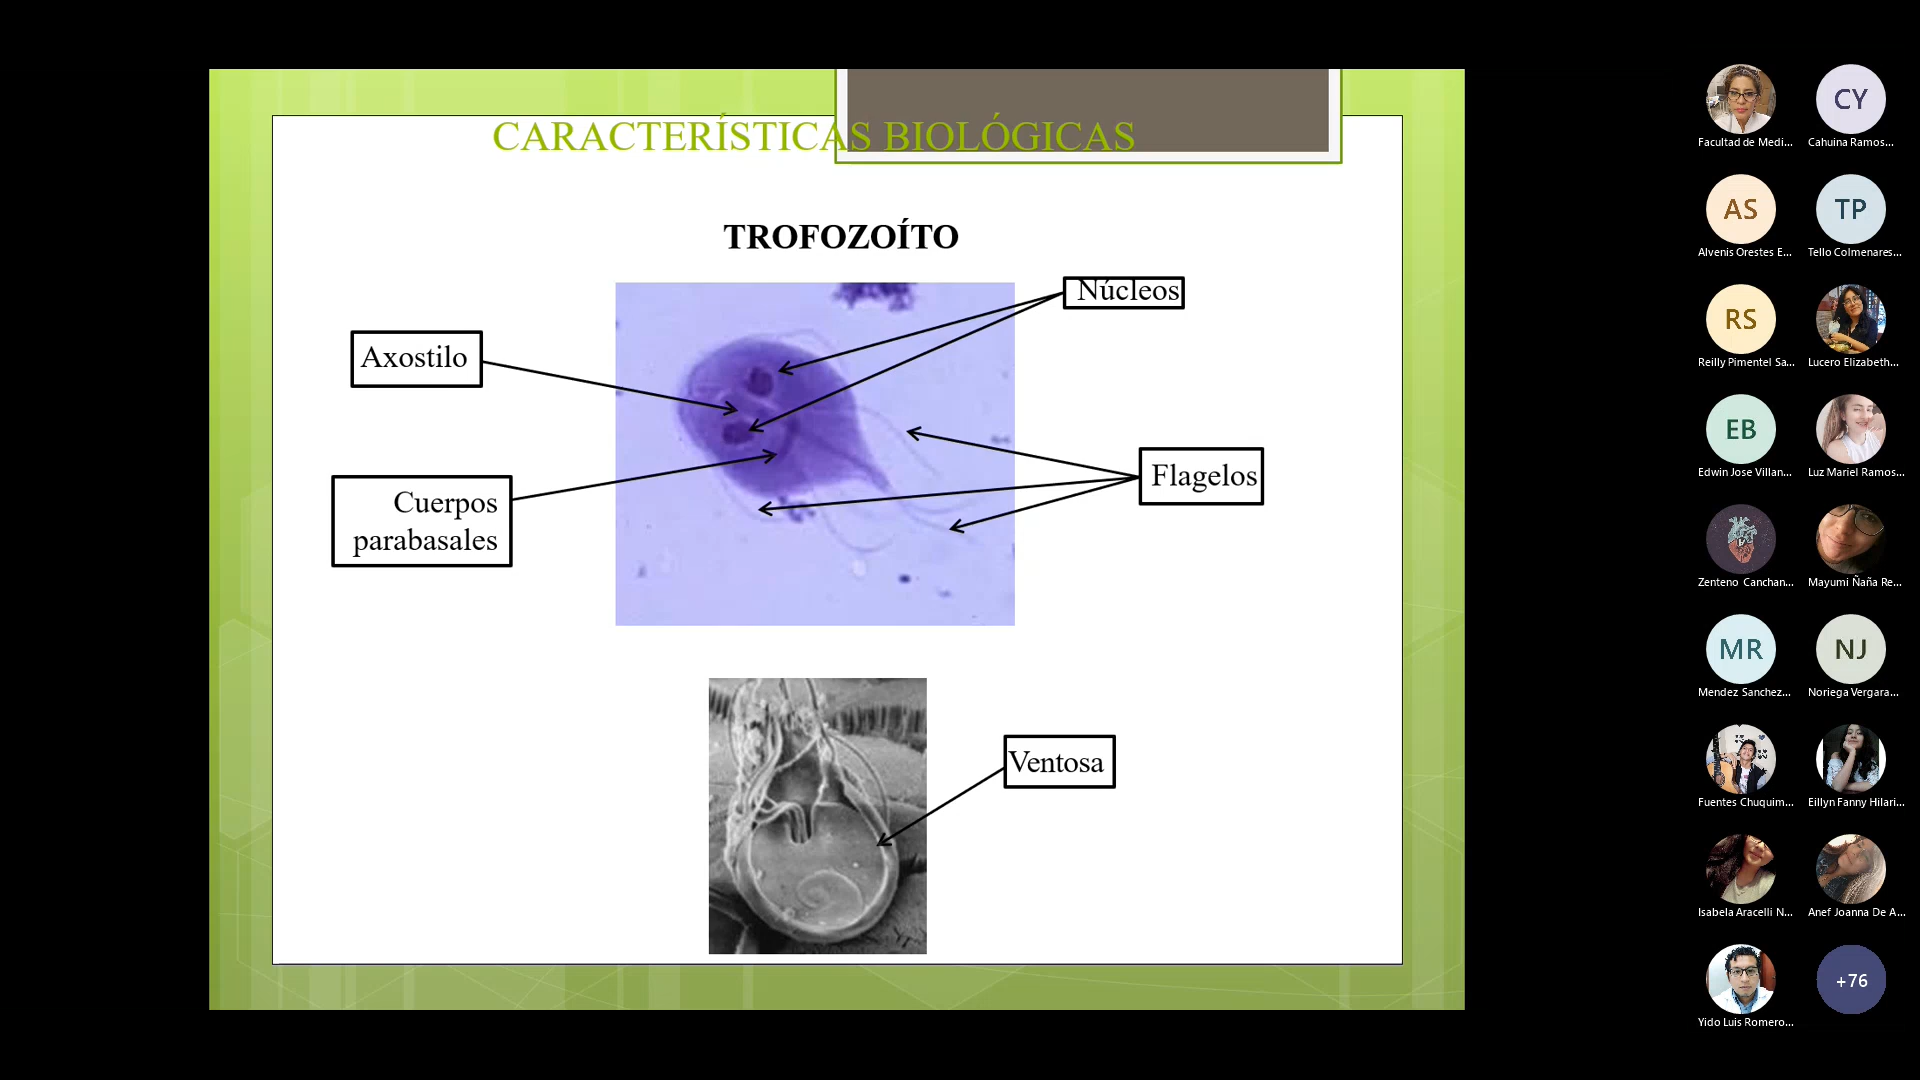 CARACTERÍSTICAS BIOLÓGICAS
TROFOZOÍTO
Núcleos
Axostilo
Flagelos
Cuerpos
parabasales
Ventosa
Facultad de Medi...
CY
Cahuina Ramos...
AS
Alvenis Orestes E...
TP
Tello Colmenares...
RS
Reilly Pimentel Sa...
Lucero Elizabeth...
EB
Edwin Jose Villan...
Luz Mariel Ramos...
Zenteno Canchan...
Mayumi Ñaña Re...
MR
Mendez Sanchez...
NJ
Noriega Vergara...
Fuentes Chuquim...
Eillyn Fanny Hilari...
Isabela Aracelli N...
Anef Joanna De A...
Yido Luis Romero...
+76